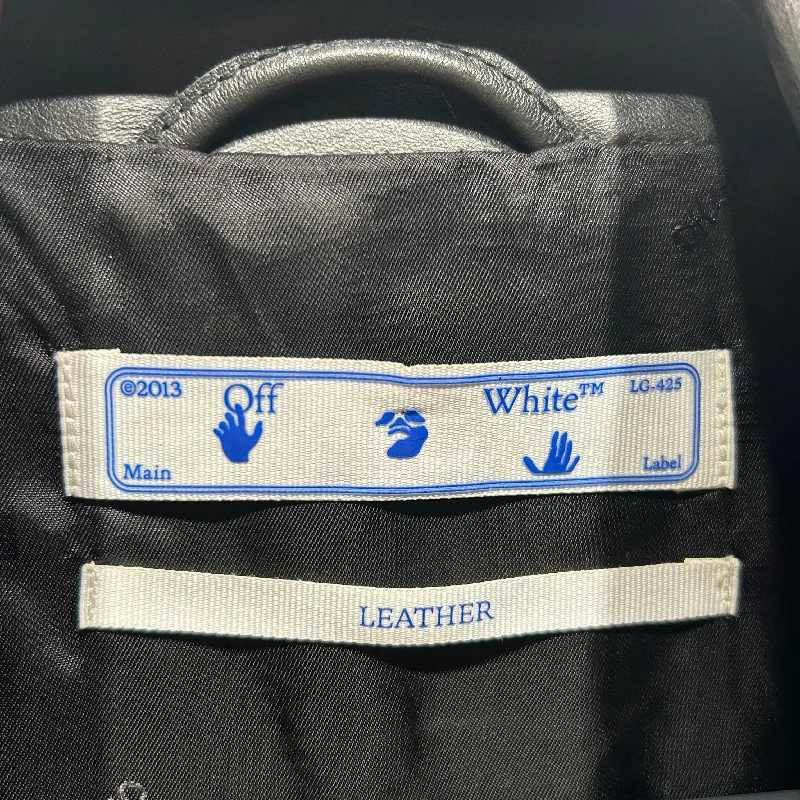 ©2013 Off White™ LG-425
Main Label
LEATHER